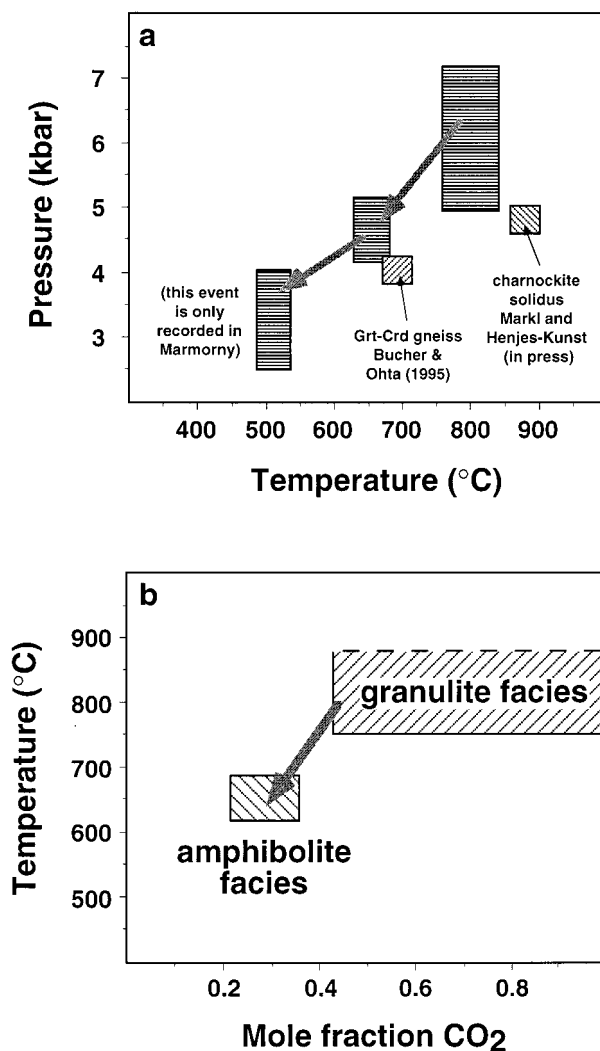 a
7
6
5
4
3
Pressure (kbar)
(this event
is only
recorded in
Marmorny)
Grt-Crd gneiss
Bucher &
Ohta (1995)
charnockite
solidus
Markl and
Henjes-Kunst
(in press)
400 500 600 700 800 900
Temperature (°C)
b
900
800
700
600
500
Temperature (°C)
granulite facies
amphibolite
facies
0.2 0.4 0.6 0.8
Mole fraction CO2